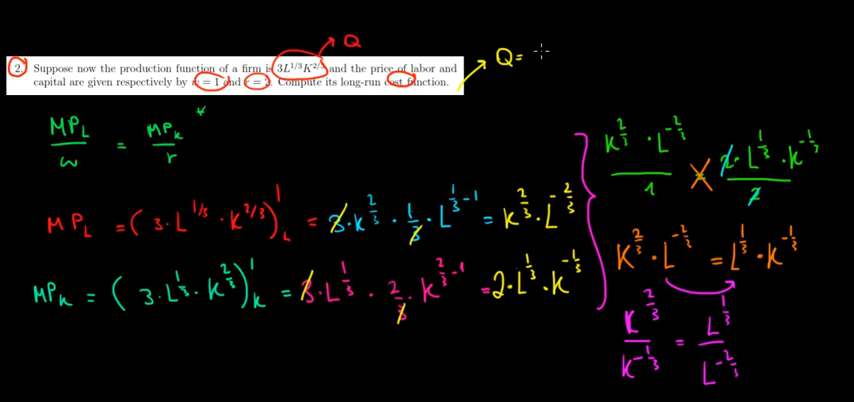 Q
2. Suppose now the production function of a firm is 3L^{1/3}K^{2/3} and the price of labor and
capital are given respectively by w = 1 and r = 2. Compute its long-run cost function.
Q =
MP_L / w = MP_K / r *
MP_L = (3·L^{1/3}·K^{2/3})'_L = 3·K^{2/3}·1/3·L^{1/3-1} = K^{2/3}·L^{-2/3}
MP_K = (3·L^{1/3}·K^{2/3})'_K = 3·L^{1/3}·2/3·K^{2/3-1} = 2·L^{1/3}·K^{-1/3}
K^{2/3}·L^{-2/3} / 1 = 2·L^{1/3}·K^{-1/3} / 2
K^{2/3}·L^{-2/3} = L^{1/3}·K^{-1/3}
K^{2/3} / K^{-1/3} = L^{1/3} / L^{-2/3}